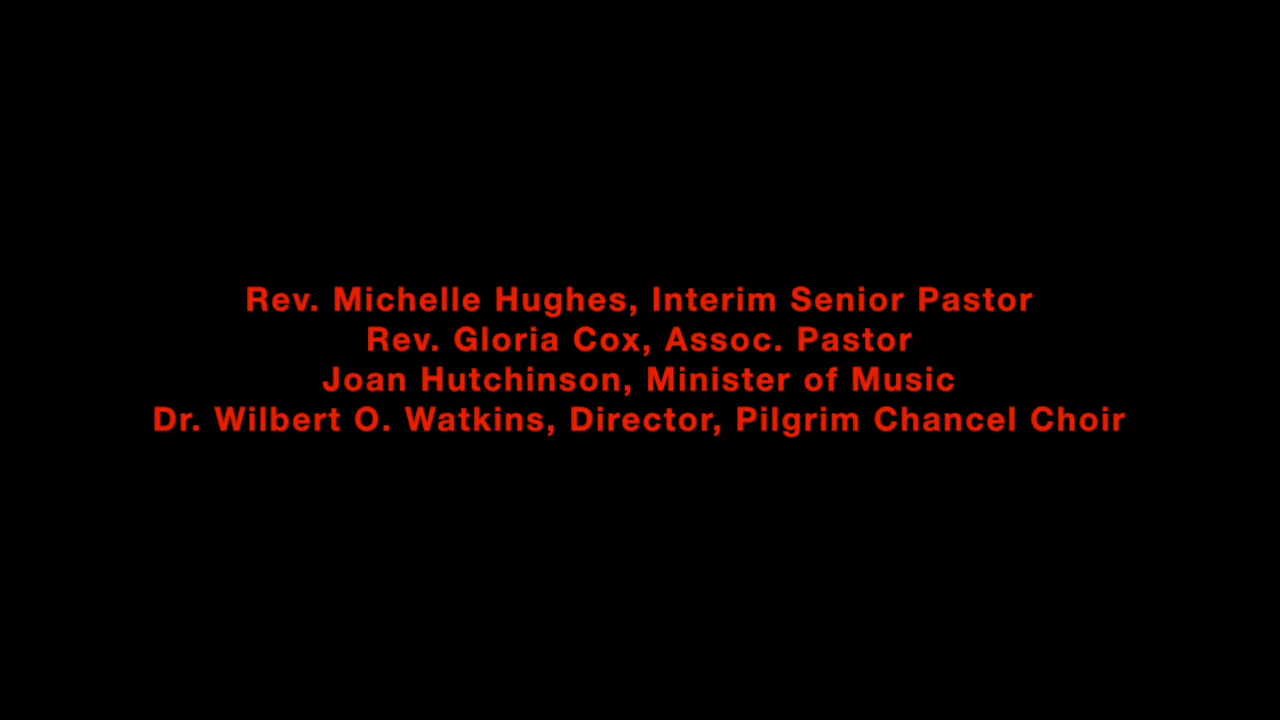 Rev. Michelle Hughes, Interim Senior Pastor
Rev. Gloria Cox, Assoc. Pastor
Joan Hutchinson, Minister of Music
Dr. Wilbert O. Watkins, Director, Pilgrim Chancel Choir